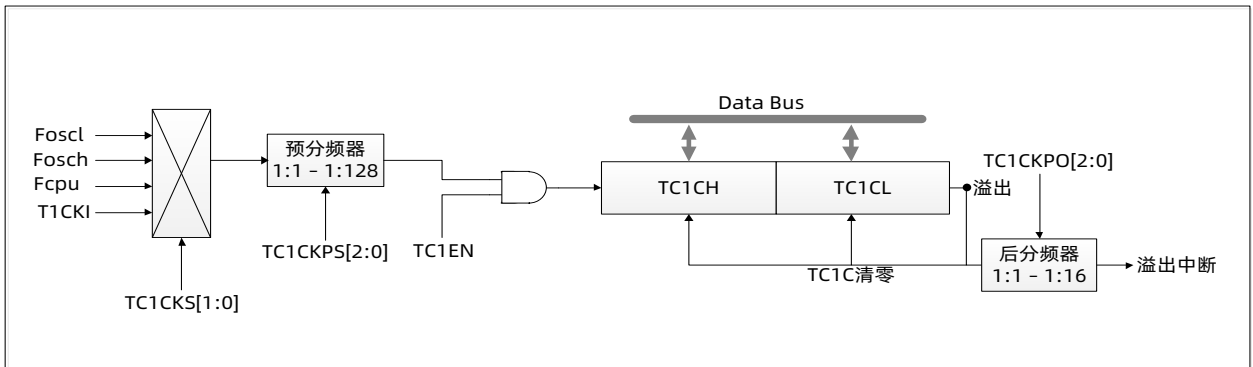 Data Bus
Foscl
Fosch
Fcpu
T1CKI
预分频器
1:1 – 1:128
TC1CH
TC1CL
溢出
TC1CKPO[2:0]
TC1CKPS[2:0]
TC1EN
TC1CKS[1:0]
TC1C清零
后分频器
1:1 – 1:16
溢出中断